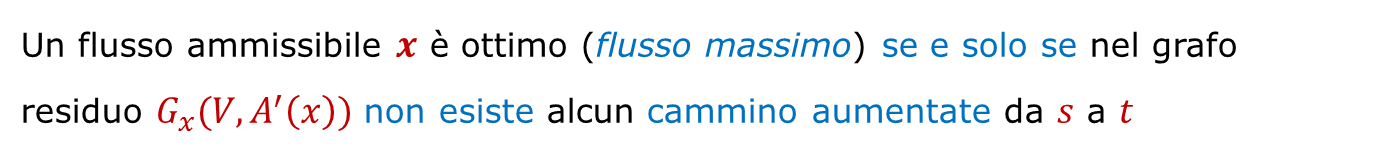 Un flusso ammissibile x è ottimo (flusso massimo) se e solo se nel grafo
residuo Gₓ(V, A′(x)) non esiste alcun cammino aumentate da s a t